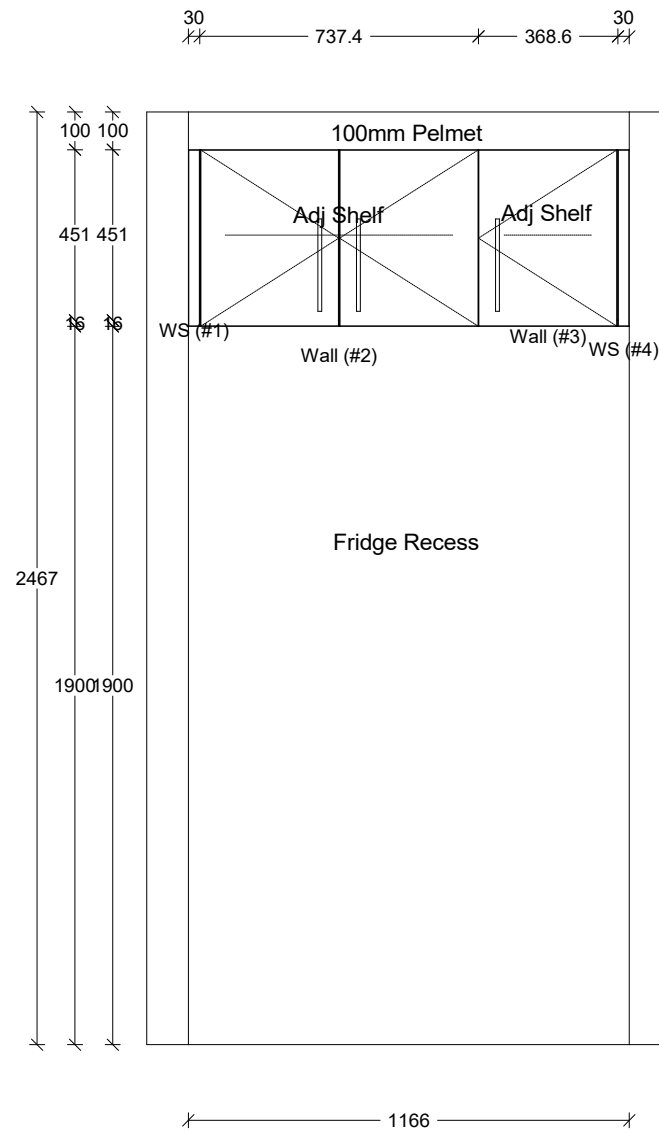 30 30
737.4 368.6
100 100 100mm Pelmet
Adj Shelf Adj Shelf
451 451
16 16
WS (#1) Wall (#3)
Wall (#2) WS (#4)
Fridge Recess
2467
1900 1900
1166